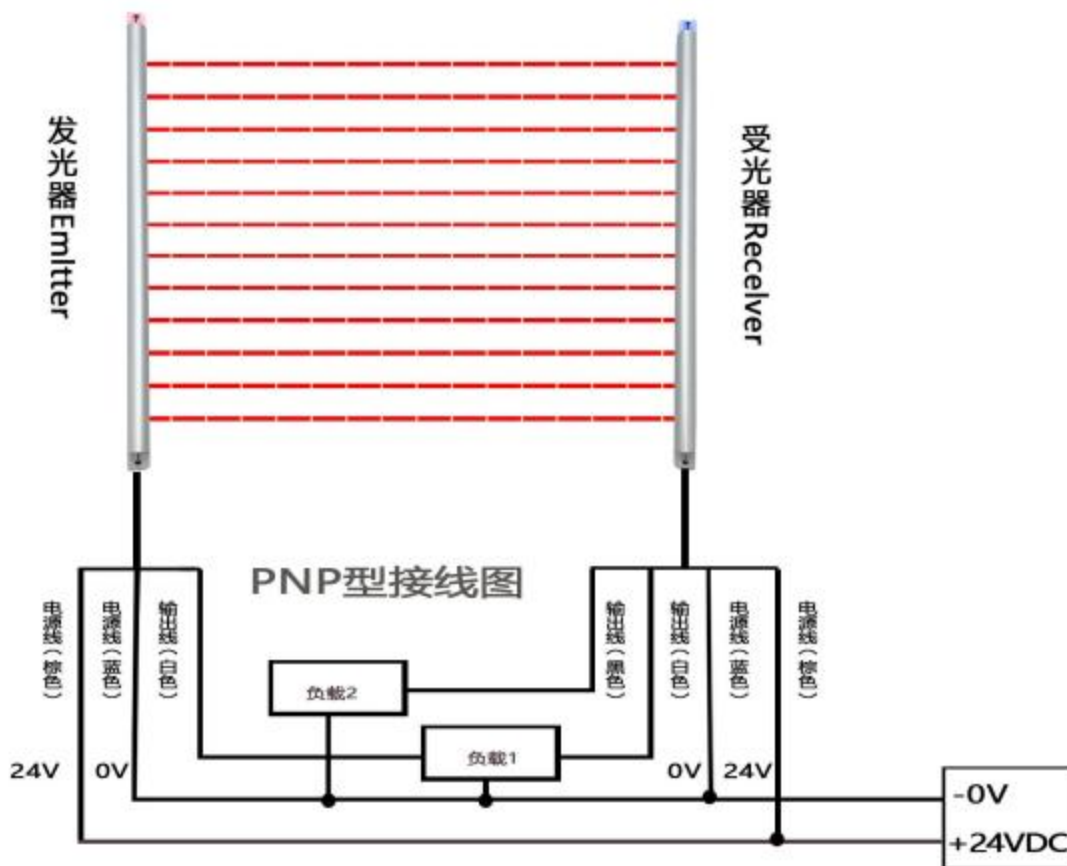 发光器EmItter
受光器RecelVer
PNP型接线图
电源线(棕色)
电源线(蓝色)
输出线(白色)
输出线(黑色)
输出线(白色)
电源线(蓝色)
电源线(棕色)
负载2
负载1
24V
0V
0V
24V
-0V
+24VDC